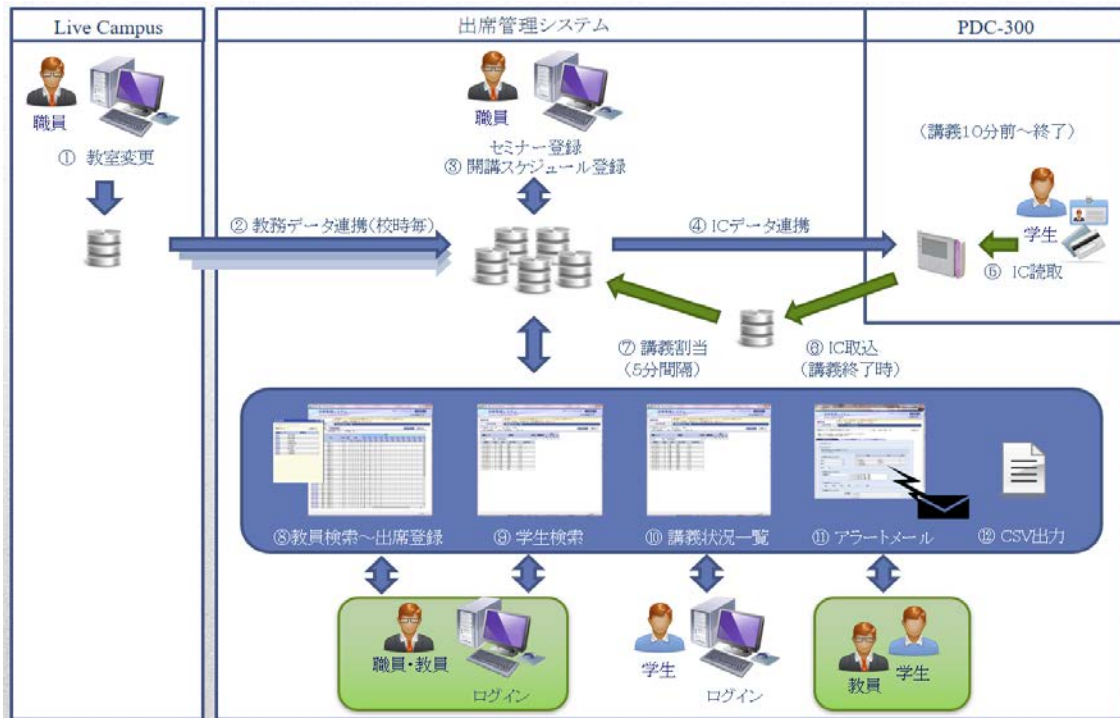 Live Campus
出席管理システム
PDC-300
職員
① 教室変更
職員
セミナー登録
③ 開講スケジュール登録
(講義10分前～終了)
学生
⑤ IC読取
② 教務データ連携(校時毎)
④ ICデータ連携
⑦ 講義割当
(5分間隔)
⑥ IC取込
(講義終了時)
⑧教員検索～出席登録
⑨ 学生検索
⑩ 講義状況一覧
⑪ アラートメール
⑫ CSV出力
職員・教員
ログイン
学生
ログイン
教員
学生